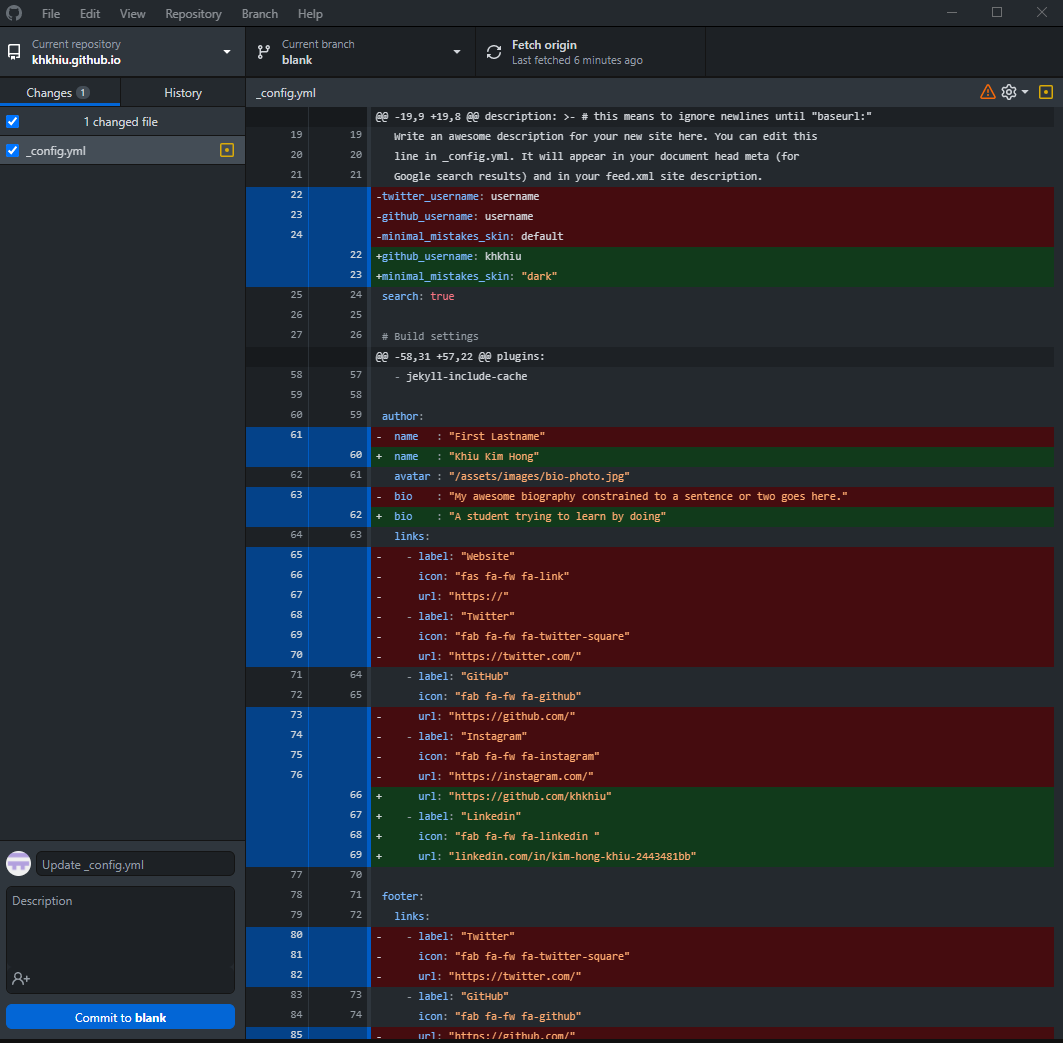 File Edit View Repository Branch Help
Current repository
khkhiu.github.io
Current branch
blank
Fetch origin
Last fetched 6 minutes ago
Changes 1 History
1 changed file
_config.yml
Update _config.yml
Description
Commit to blank
_config.yml
@@ -19,9 +19,8 @@ description: >- # this means to ignore newlines until "baseurl:"
19 19 Write an awesome description for your new site here. You can edit this
20 20 line in _config.yml. It will appear in your document head meta (for
21 21 Google search results) and in your feed.xml site description.
22 -twitter_username: username
23 -github_username: username
24 -minimal_mistakes_skin: default
22 +github_username: khkhiu
23 +minimal_mistakes_skin: "dark"
25 24 search: true
26 25
27 26 # Build settings
@@ -58,31 +57,22 @@ plugins:
58 57 - jekyll-include-cache
59 58
60 59 author:
61 - name : "First Lastname"
60 + name : "Khiu Kim Hong"
62 61 avatar : "/assets/images/bio-photo.jpg"
63 - bio : "My awesome biography constrained to a sentence or two goes here."
62 + bio : "A student trying to learn by doing"
64 63 links:
65 - - label: "Website"
66 - icon: "fas fa-fw fa-link"
67 - url: "https://"
68 - - label: "Twitter"
69 - icon: "fab fa-fw fa-twitter-square"
70 - url: "https://twitter.com/"
71 64 - label: "GitHub"
72 65 icon: "fab fa-fw fa-github"
73 - url: "https://github.com/"
74 - - label: "Instagram"
75 - icon: "fab fa-fw fa-instagram"
76 - url: "https://instagram.com/"
66 + url: "https://github.com/khkhiu"
67 + - label: "Linkedin"
68 + icon: "fab fa-fw fa-linkedin "
69 + url: "linkedin.com/in/kim-hong-khiu-2443481bb"
77 70
78 71 footer:
79 72 links:
80 - - label: "Twitter"
81 - icon: "fab fa-fw fa-twitter-square"
82 - url: "https://twitter.com/"
83 73 - label: "GitHub"
84 74 icon: "fab fa-fw fa-github"
85 - url: "https://github.com/"